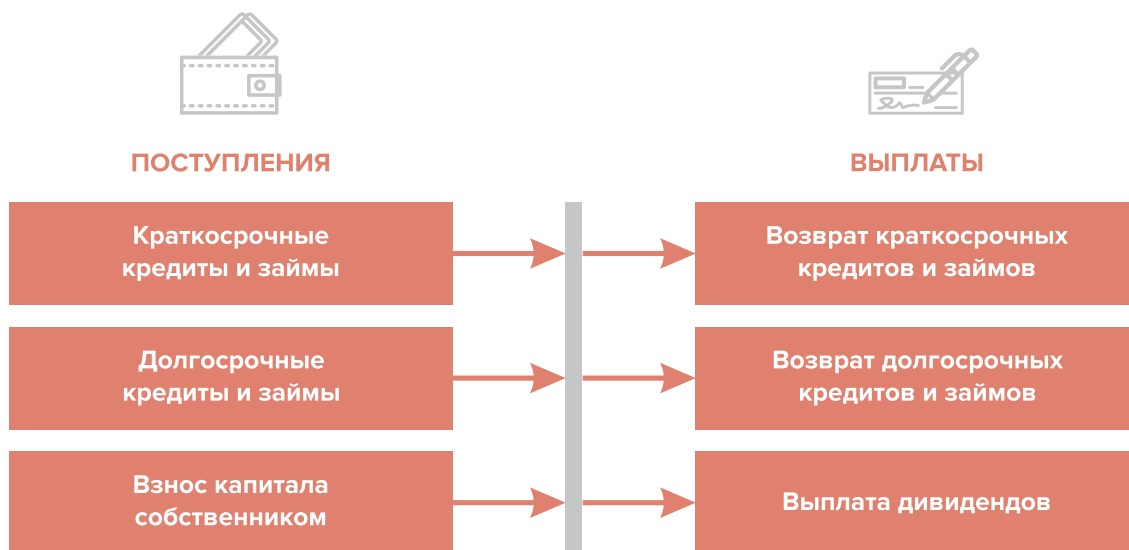 ПОСТУПЛЕНИЯ
ВЫПЛАТЫ
Краткосрочные
кредиты и займы
Возврат краткосрочных
кредитов и займов
Долгосрочные
кредиты и займы
Возврат долгосрочных
кредитов и займов
Взнос капитала
собственником
Выплата дивидендов